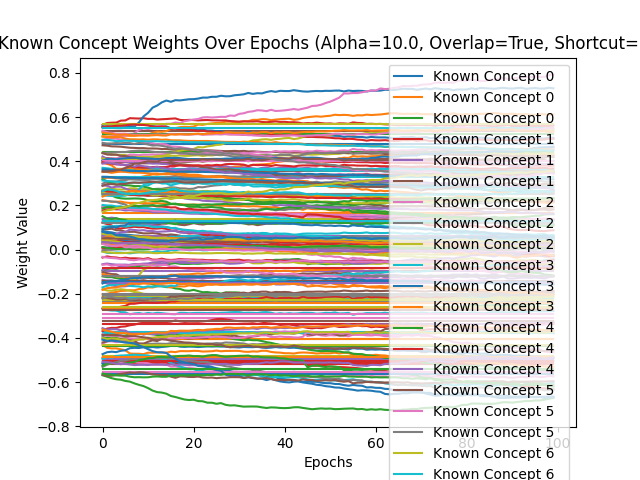 Known Concept Weights Over Epochs (Alpha=10.0, Overlap=True, Shortcut=
Weight Value
0.8
0.6
0.4
0.2
0.0
−0.2
−0.4
−0.6
−0.8
0
20
40
60
80
100
Epochs
Known Concept 0
Known Concept 0
Known Concept 0
Known Concept 1
Known Concept 1
Known Concept 1
Known Concept 2
Known Concept 2
Known Concept 2
Known Concept 3
Known Concept 3
Known Concept 3
Known Concept 4
Known Concept 4
Known Concept 4
Known Concept 5
Known Concept 5
Known Concept 5
Known Concept 6
Known Concept 6